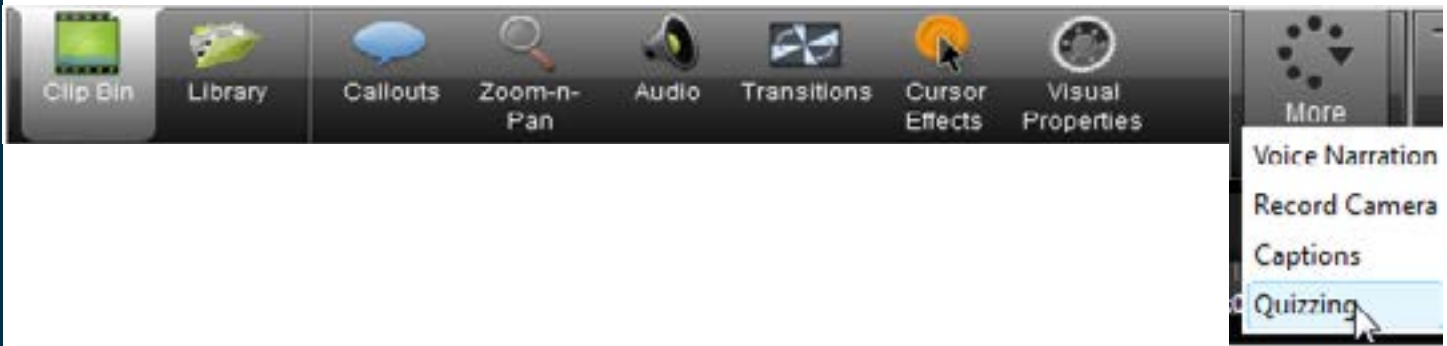 Clip Bin
Library
Callouts
Zoom-n-
Pan
Audio
Transitions
Cursor
Effects
Visual
Properties
More
Voice Narration
Record Camera
Captions
Quizzing